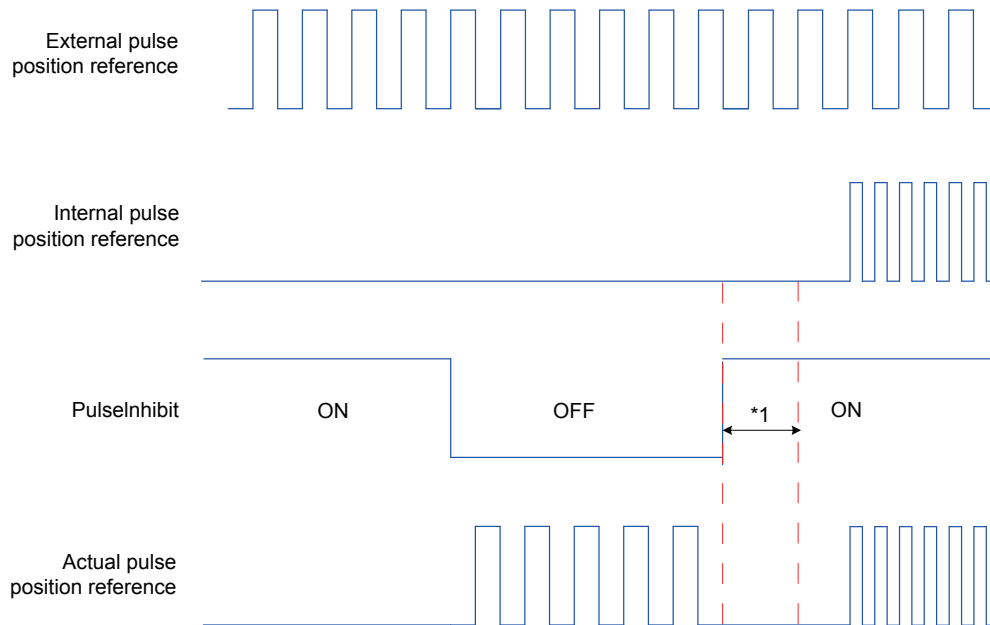 External pulse
position reference
Internal pulse
position reference
PulseInhibit
ON
OFF
*1
ON
Actual pulse
position reference